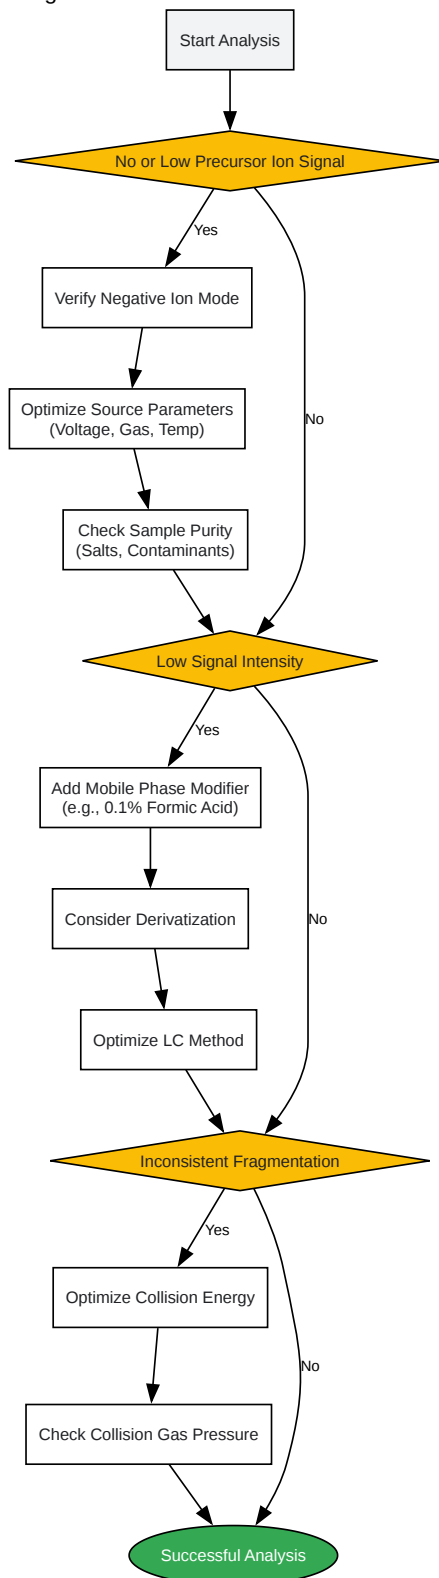 Start Analysis
No or Low Precursor Ion Signal
Yes
Verify Negative Ion Mode
Optimize Source Parameters
(Voltage, Gas, Temp)
No
Check Sample Purity
(Salts, Contaminants)
Low Signal Intensity
Yes
Add Mobile Phase Modifier
(e.g., 0.1% Formic Acid)
Consider Derivatization
No
Optimize LC Method
Inconsistent Fragmentation
Yes
Optimize Collision Energy
No
Check Collision Gas Pressure
Successful Analysis